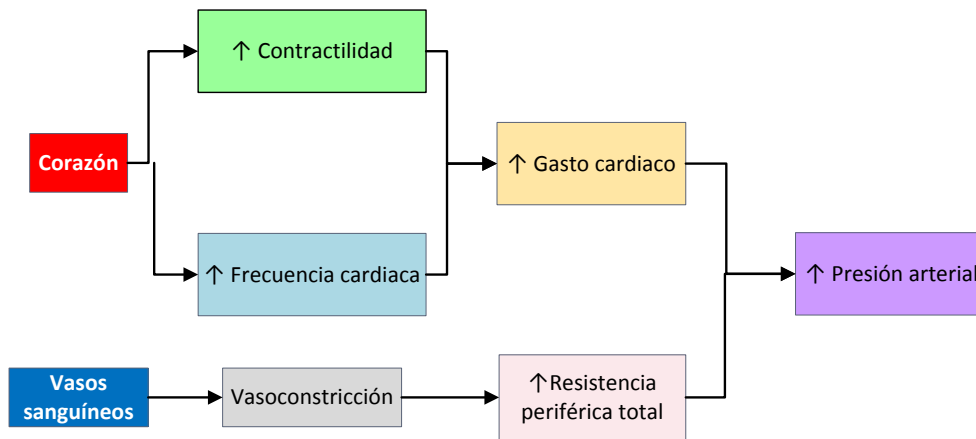 ↑ Contractilidad
Corazón
↑ Gasto cardiaco
↑ Frecuencia cardiaca
↑ Presión arterial
Vasos
sanguíneos
Vasoconstricción
↑Resistencia
periférica total